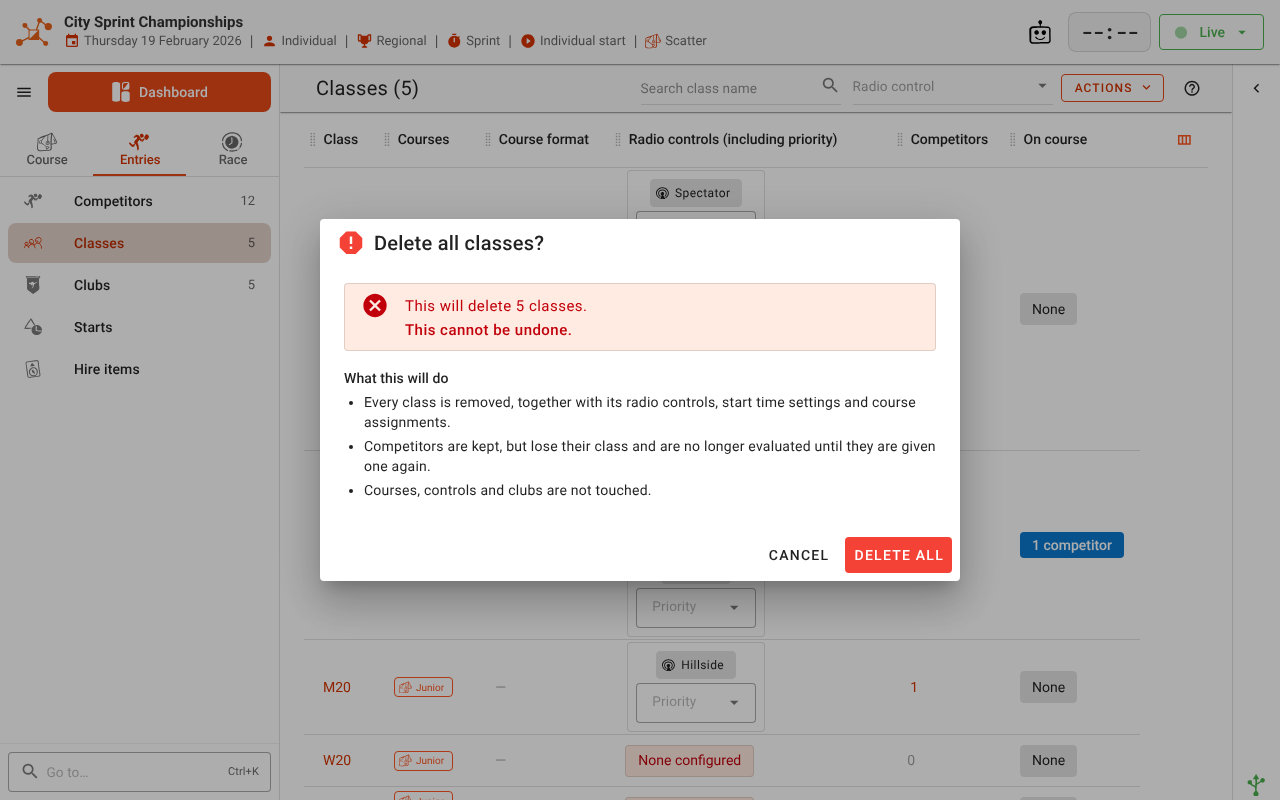 City Sprint Championships
Thursday 19 February 2026 | Individual | Regional | Sprint | Individual start | Scatter
--:--
Live
Dashboard
Course
Entries
Race
Competitors 12
Classes 5
Clubs 5
Starts
Hire items
Go to...
Ctrl+K
Classes (5)
Search class name
Radio control
ACTIONS
Class
Courses
Course format
Radio controls (including priority)
Competitors
On course
Spectator
None
Delete all classes?
This will delete 5 classes.
This cannot be undone.
What this will do
• Every class is removed, together with its radio controls, start time settings and course
assignments.
• Competitors are kept, but lose their class and are no longer evaluated until they are given
one again.
• Courses, controls and clubs are not touched.
CANCEL
DELETE ALL
1 competitor
Priority
Hillside
M20 Junior — Priority 1 None
W20 Junior — None configured 0 None
Junior